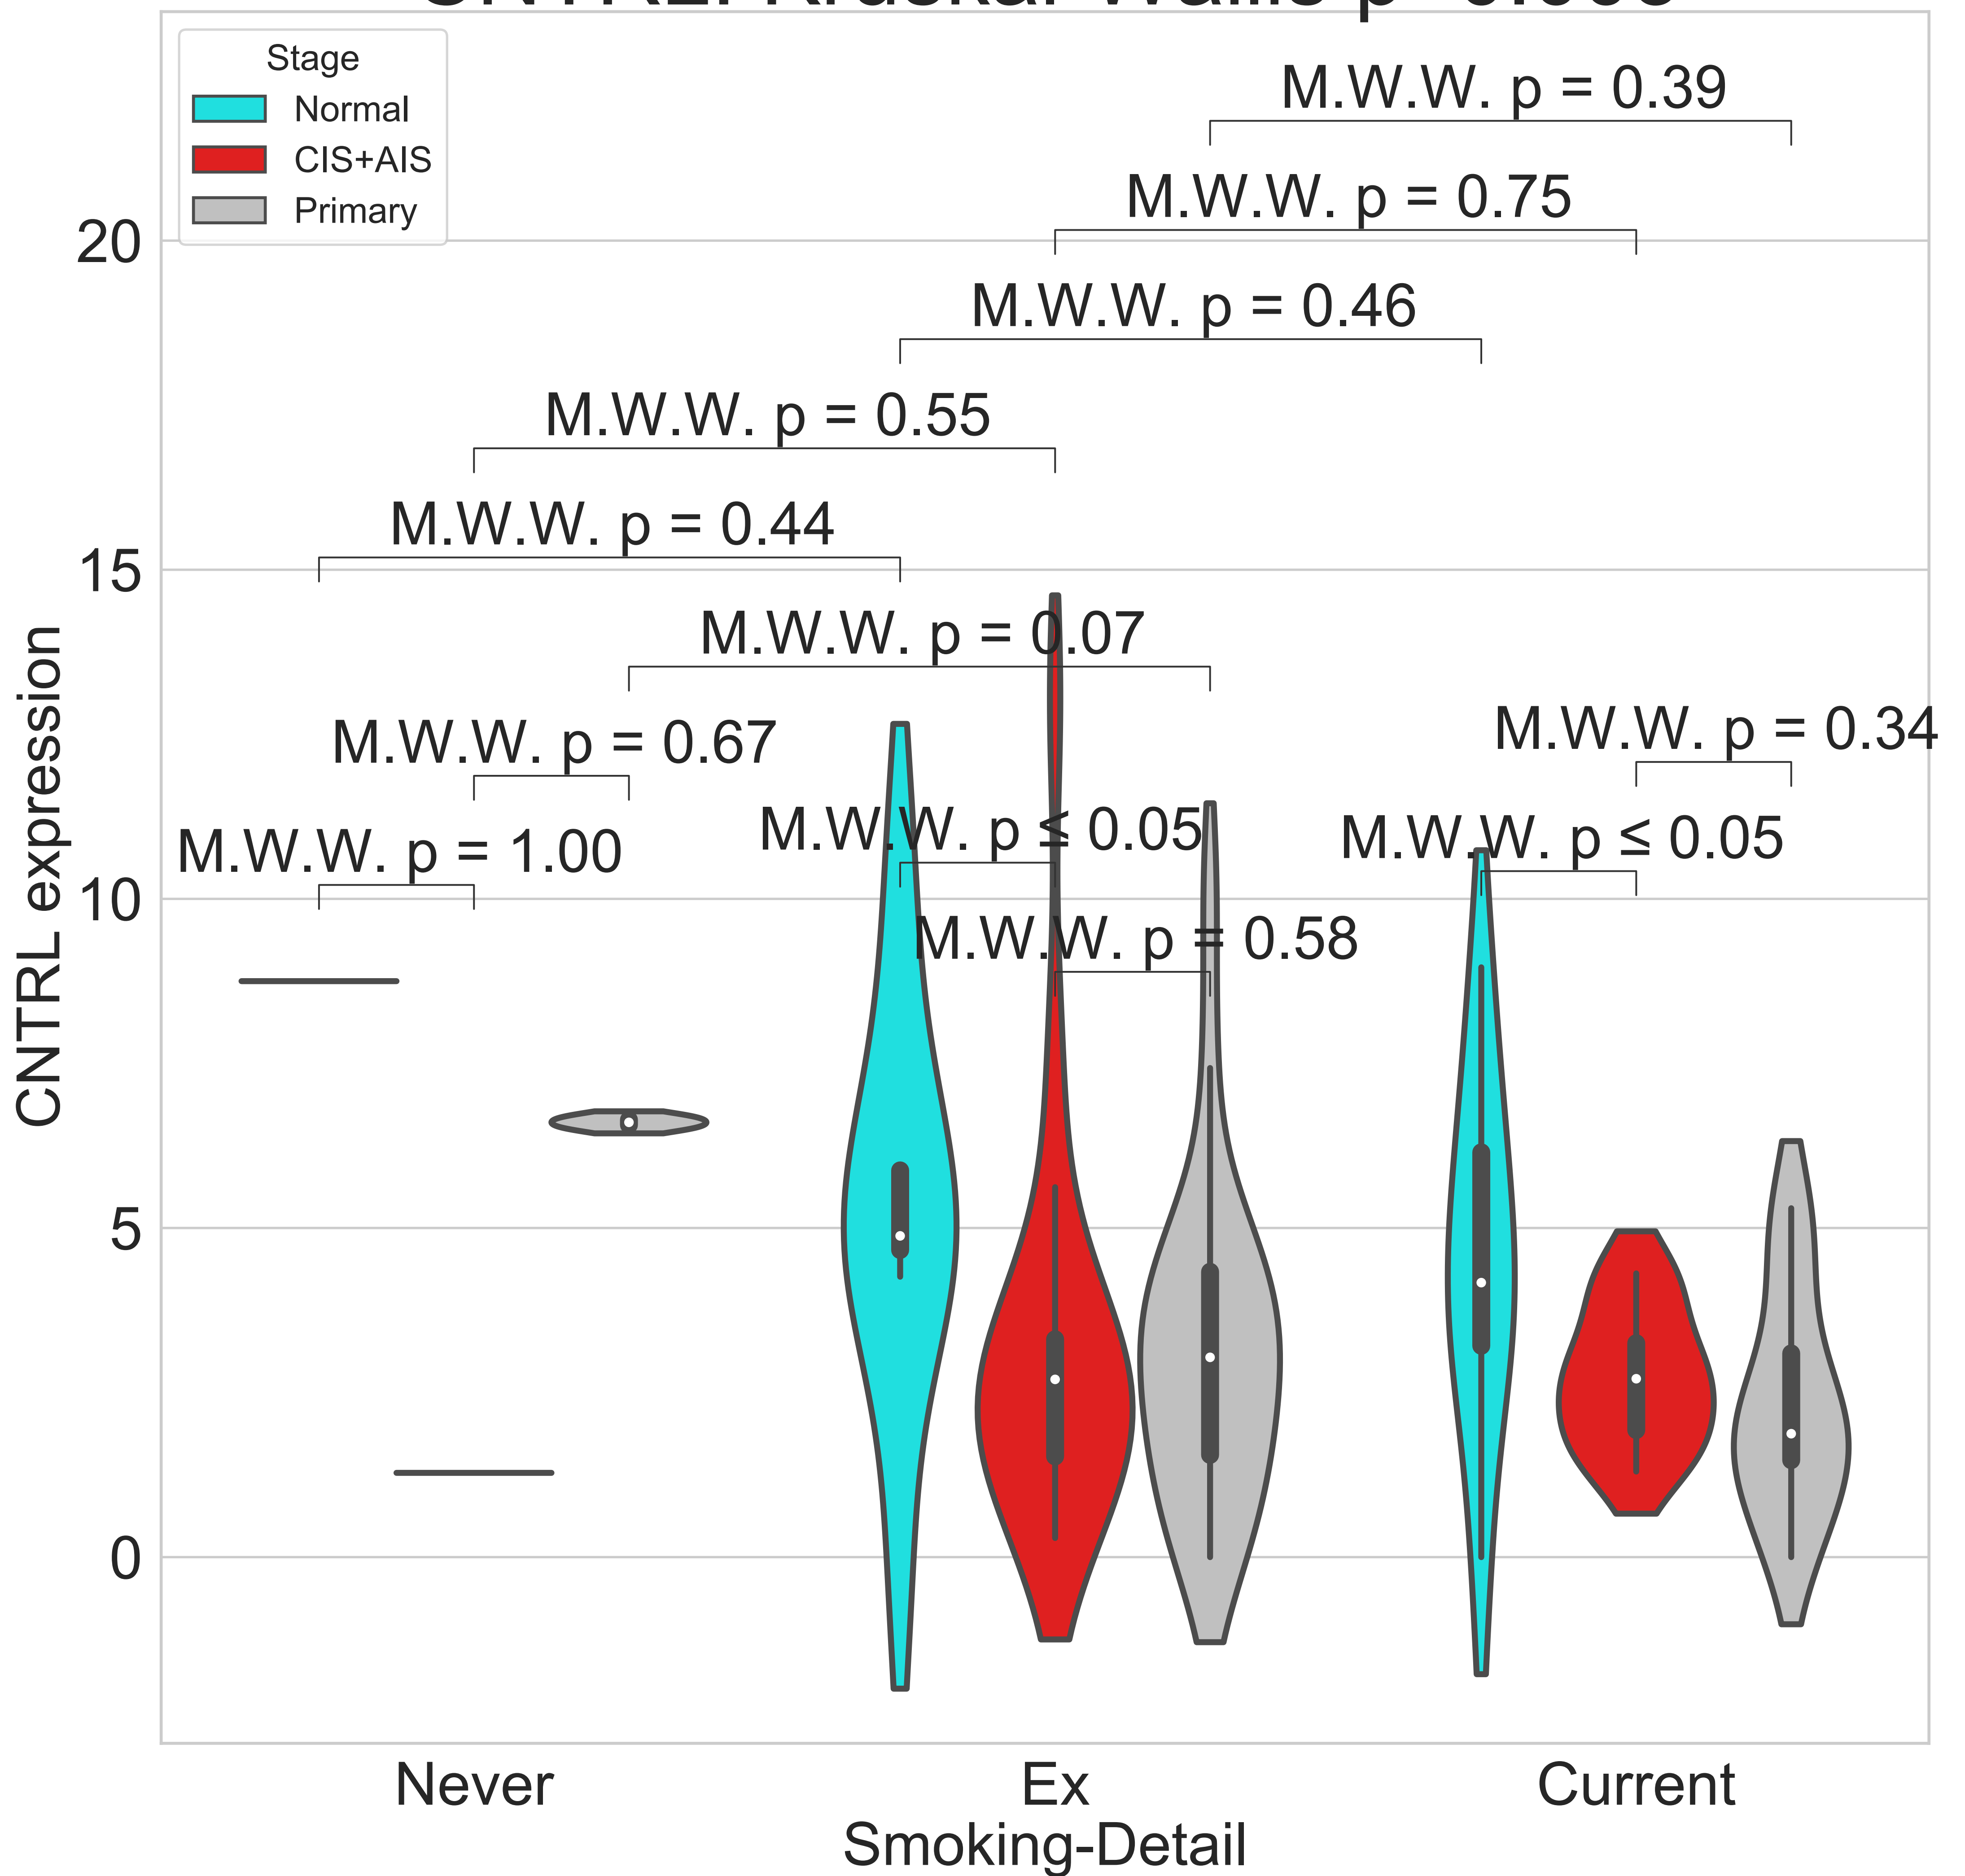 Stage
Normal
CIS+AIS
Primary
M.W.W. p = 0.39
M.W.W. p = 0.75
M.W.W. p = 0.46
M.W.W. p = 0.55
M.W.W. p = 0.44
M.W.W. p = 0.07
M.W.W. p = 0.67
M.W.W. p = 0.34
M.W.W. p = 1.00
M.W.W. p ≤ 0.05
M.W.W. p ≤ 0.05
M.W.W. p = 0.58
20
15
10
5
0
CNTRL expression
Never
Ex
Current
Smoking-Detail